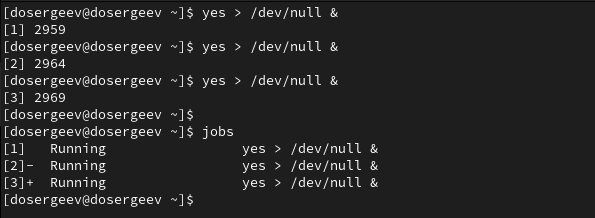 [dosergeev@dosergeev ~]$ yes > /dev/null &
[1] 2959
[dosergeev@dosergeev ~]$ yes > /dev/null &
[2] 2964
[dosergeev@dosergeev ~]$ yes > /dev/null &
[3] 2969
[dosergeev@dosergeev ~]$
[dosergeev@dosergeev ~]$ jobs
[1]   Running                 yes > /dev/null &
[2]-  Running                 yes > /dev/null &
[3]+  Running                 yes > /dev/null &
[dosergeev@dosergeev ~]$